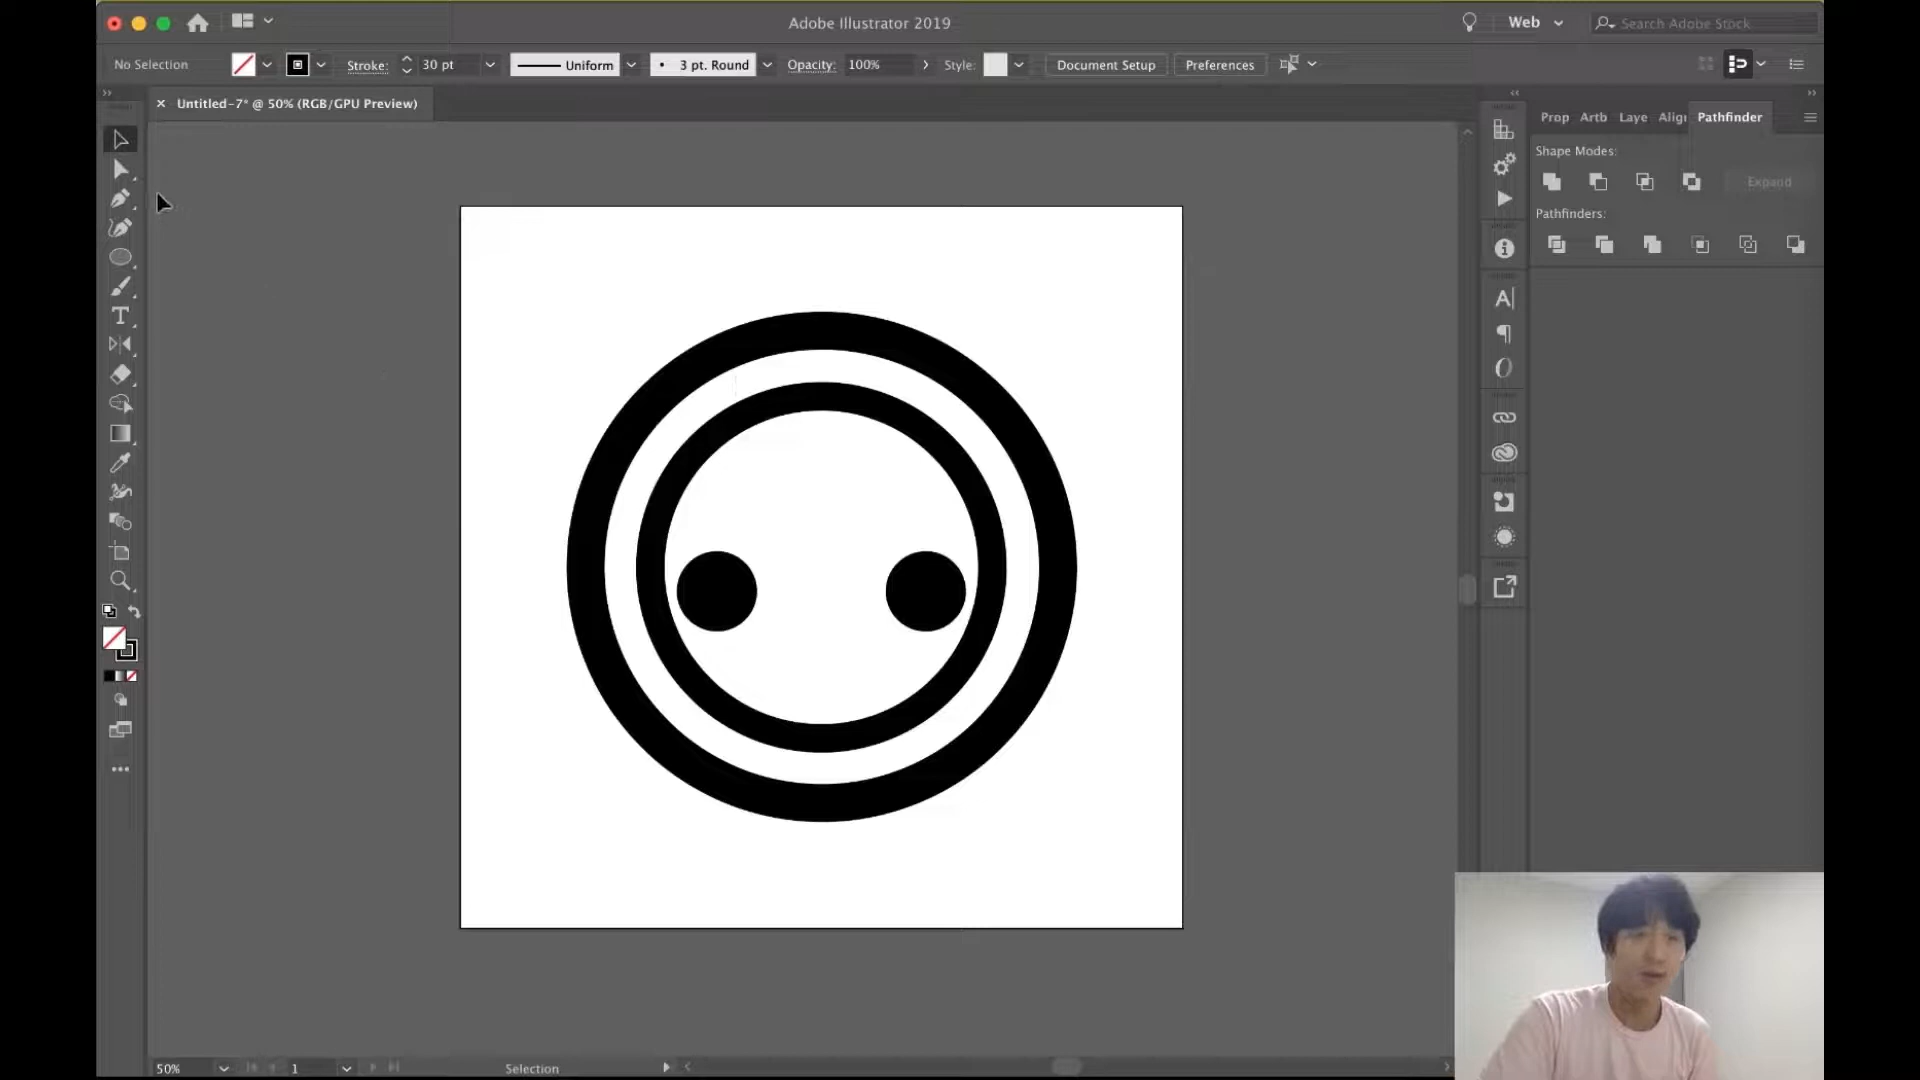 Adobe Illustrator 2019
Web
Search Adobe Stock
No Selection
Stroke:
30 pt
Uniform
3 pt. Round
Opacity:
100%
Style:
Document Setup
Preferences
Untitled-7* @ 50% (RGB/GPU Preview)
Prop
Artb
Laye
Aligı
Pathfinder
Shape Modes:
Expand
Pathfinders:
50%
1
Selection